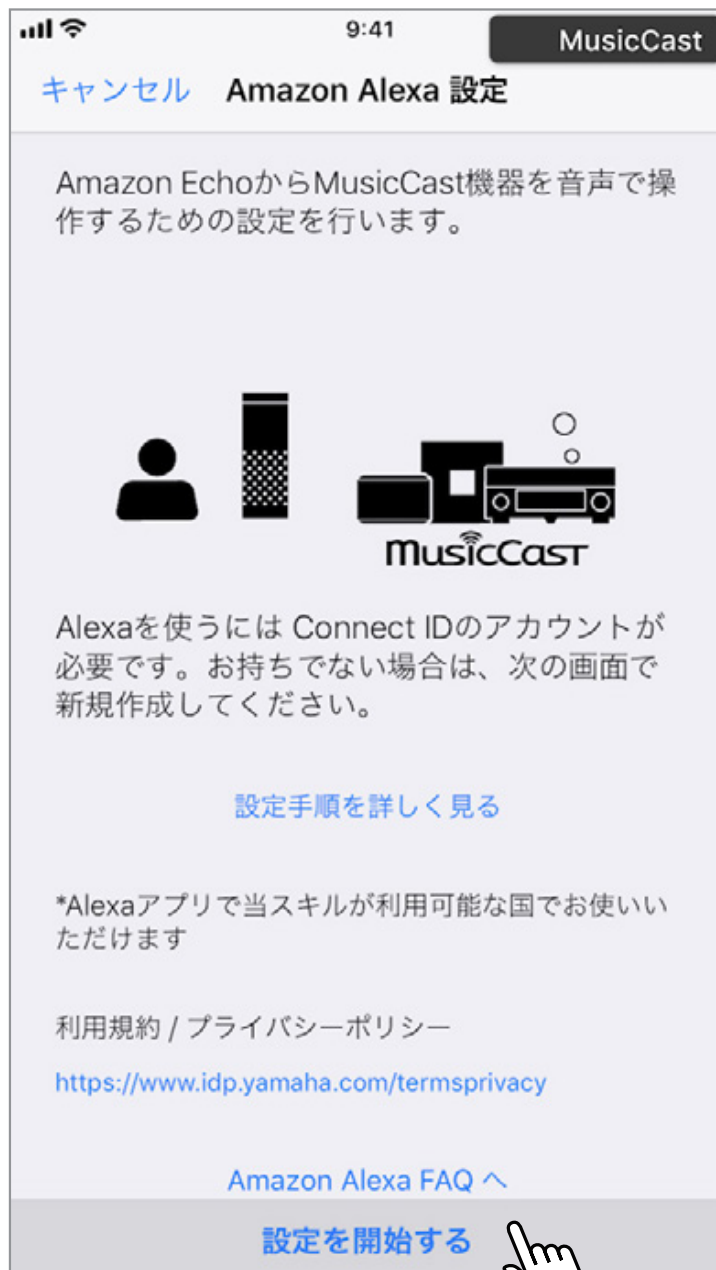 9:41
MusicCast
キャンセル Amazon Alexa 設定
Amazon EchoからMusicCast機器を音声で操
作するための設定を行います。
MusicCast
Alexaを使うには Connect IDのアカウントが
必要です。お持ちでない場合は、次の画面で
新規作成してください。
設定手順を詳しく見る
*Alexaアプリで当スキルが利用可能な国でお使いい
ただけます
利用規約 / プライバシーポリシー
https://www.idp.yamaha.com/termsprivacy
Amazon Alexa FAQ へ
設定を開始する